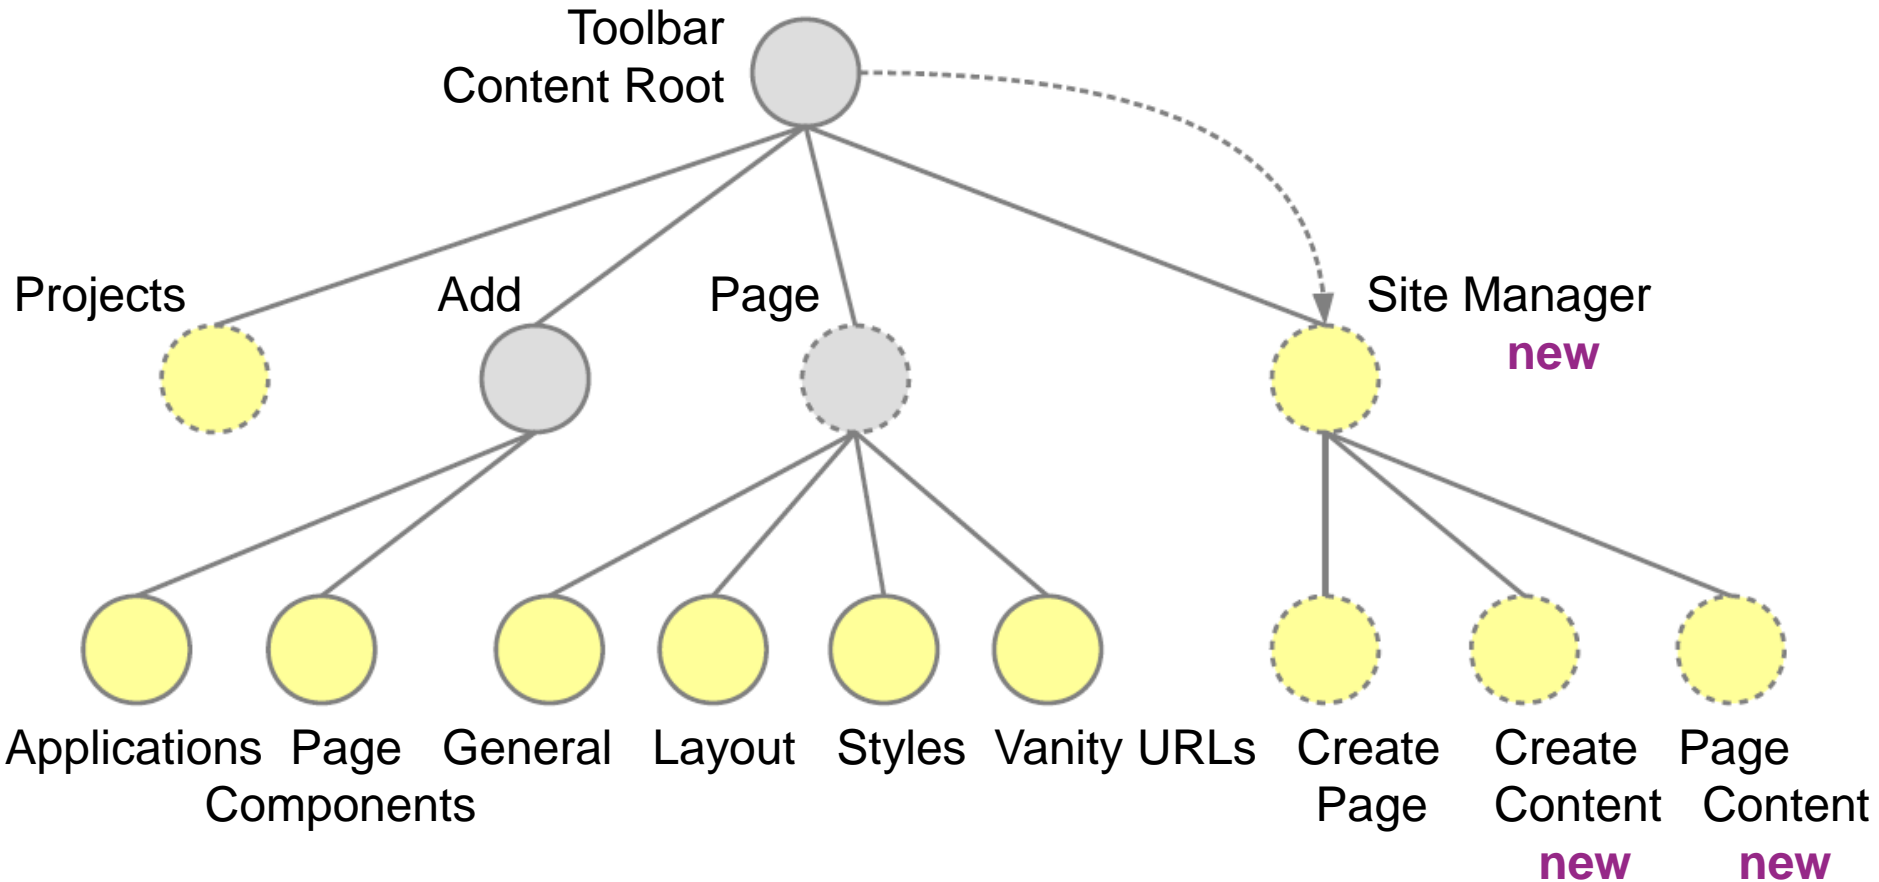 Toolbar
Content Root
Projects
Add
Page
Site Manager
new
Applications
Page
Components
General
Layout
Styles
Vanity URLs
Create
Page
Create
Content
new
Page
Content
new